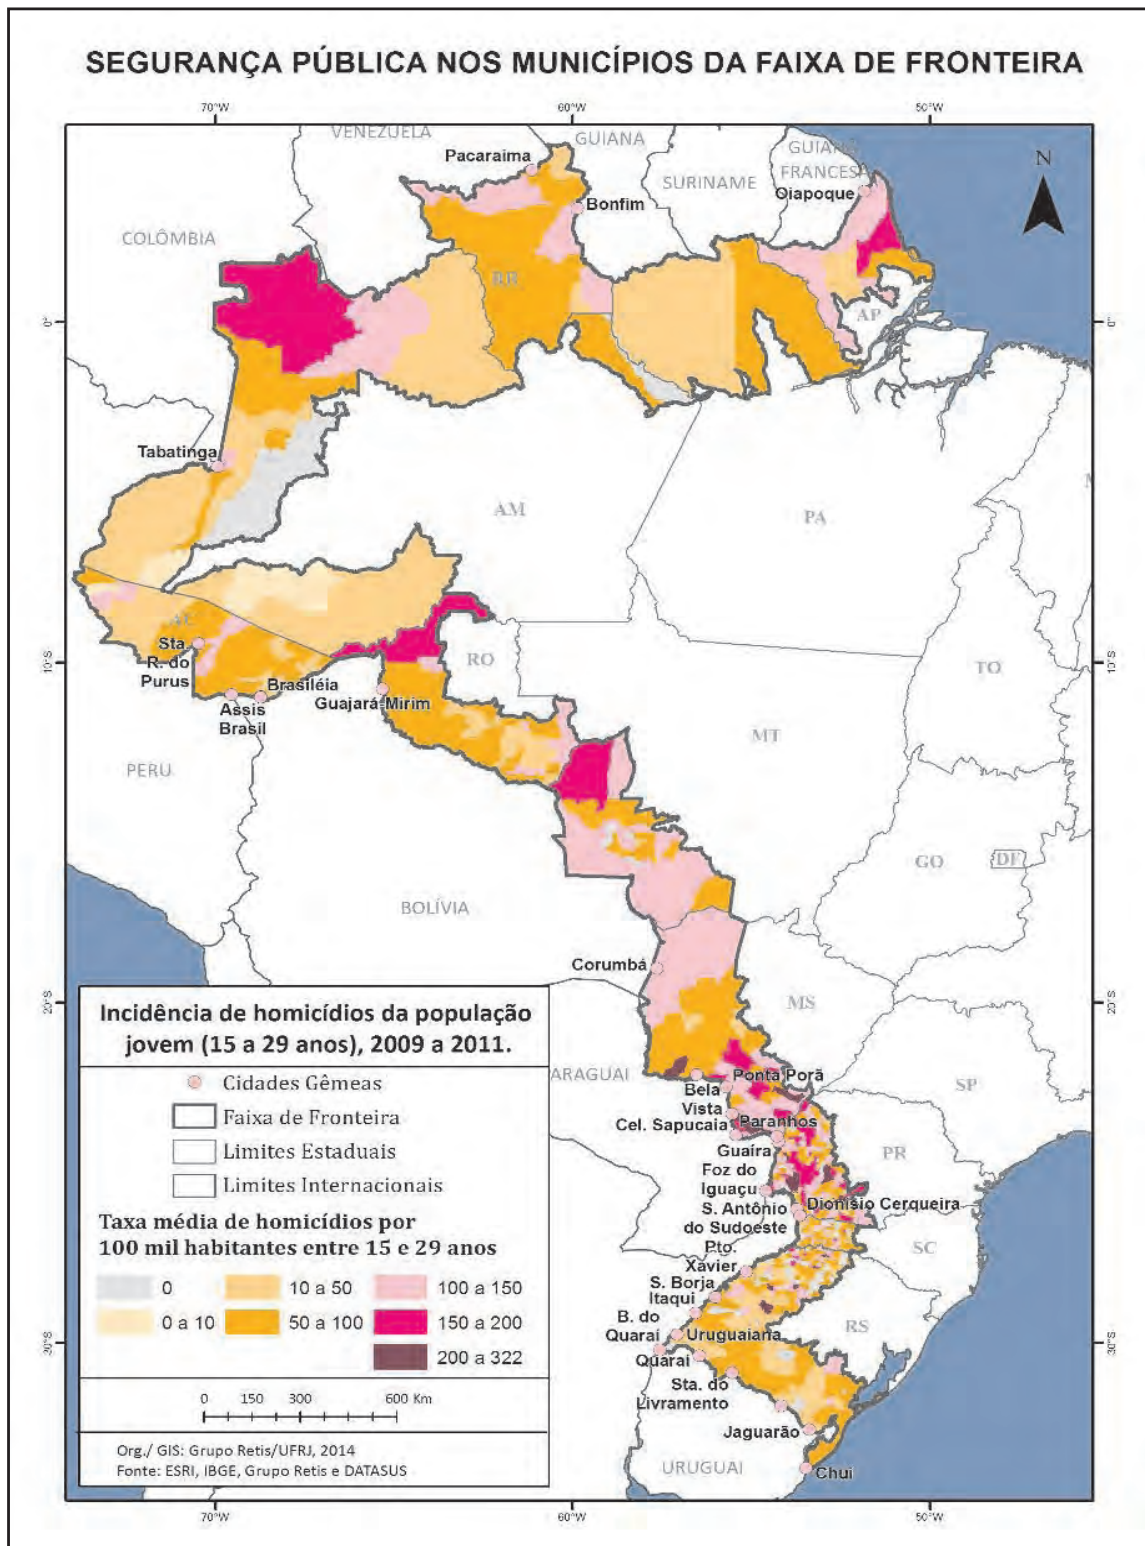 SEGURANÇA PÚBLICA NOS MUNICÍPIOS DA FAIXA DE FRONTEIRA
70°W
60°W
50°W
VENEZUELA
GUIANA
GUIANA
FRANCESA
SURINAME
Pacaraima
Oiapoque
Bonfim
N
COLÔMBIA
RR
AP
0°
0°
Tabatinga
AM
PA
AC
Sta
R. do
Purus
Brasiléia
Assis
Brasil
Guajará-Mirim
RO
TO
10°S
10°S
PERU
MT
GO
DF
BOLÍVIA
Corumbá
MS
20°S
20°S
ARAGUAI
SP
Ponta Porã
Bela
Vista
Cel. Sapucaia
Paranhos
Guaíra
PR
Foz do
Iguaçu
Dionísio Cerqueira
S. Antônio
do Sudoeste
SC
Pto.
Xavier
S. Borja
Itaqui
B. do
Quaraí
Uruguaiana
RS
Quaraí
30°S
30°S
Sta. do
Livramento
Jaguarão
URUGUAI
Chuí
Incidência de homicídios da população
jovem (15 a 29 anos), 2009 a 2011.
Cidades Gêmeas
Faixa de Fronteira
Limites Estaduais
Limites Internacionais
Taxa média de homicídios por
100 mil habitantes entre 15 e 29 anos
0
10 a 50
100 a 150
0 a 10
50 a 100
150 a 200
200 a 322
0 150 300 600 Km
Org./ GIS: Grupo Retis/UFRJ, 2014
Fonte: ESRI, IBGE, Grupo Retis e DATASUS
70°W
60°W
50°W